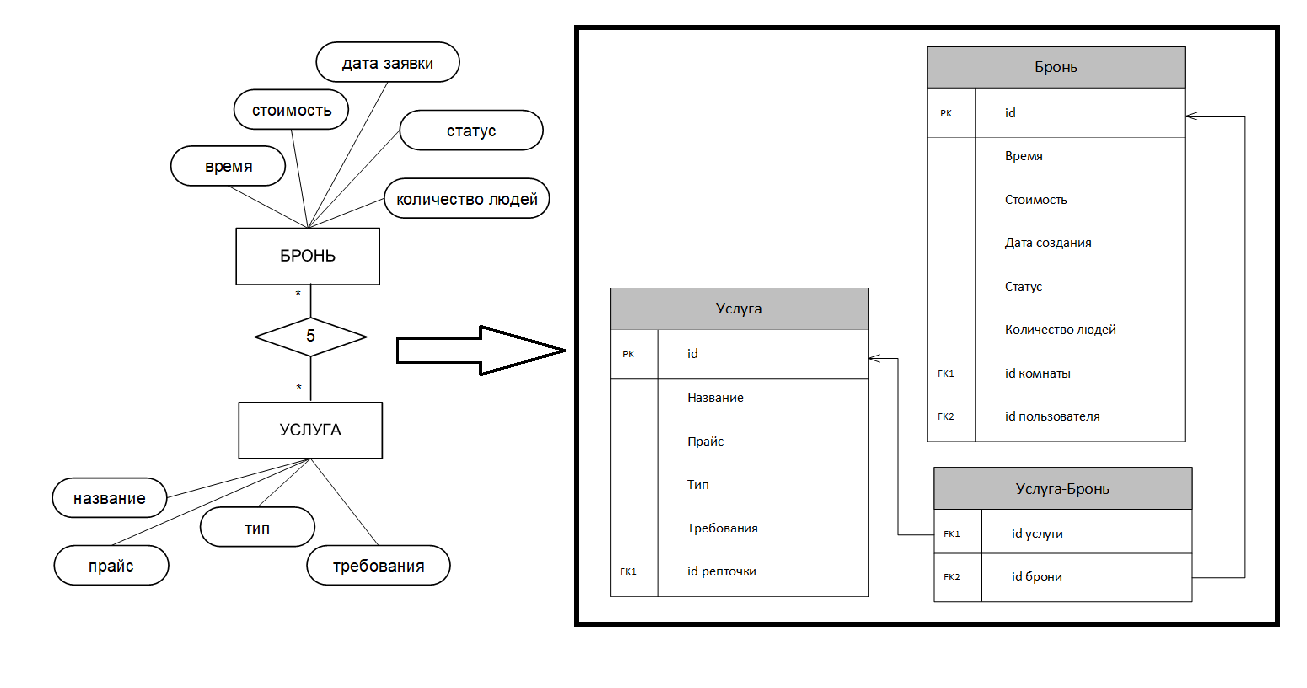 дата заявки
стоимость
статус
время
количество людей
БРОНЬ
*
5
*
УСЛУГА
название
тип
прайс
требования
Бронь
PK id
Время
Стоимость
Дата создания
Статус
Количество людей
FK1 id комнаты
FK2 id пользователя
Услуга
PK id
Название
Прайс
Тип
Требования
FK1 id репточки
Услуга-Бронь
FK1 id услуги
FK2 id брони